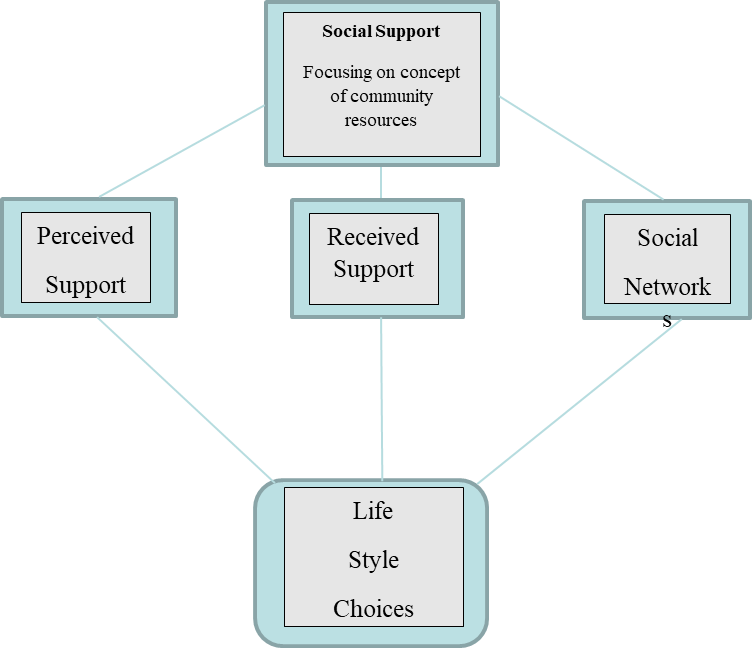 Social Support
Focusing on concept
of community
resources
Perceived
Support
Received
Support
Social
Network
s
Life
Style
Choices